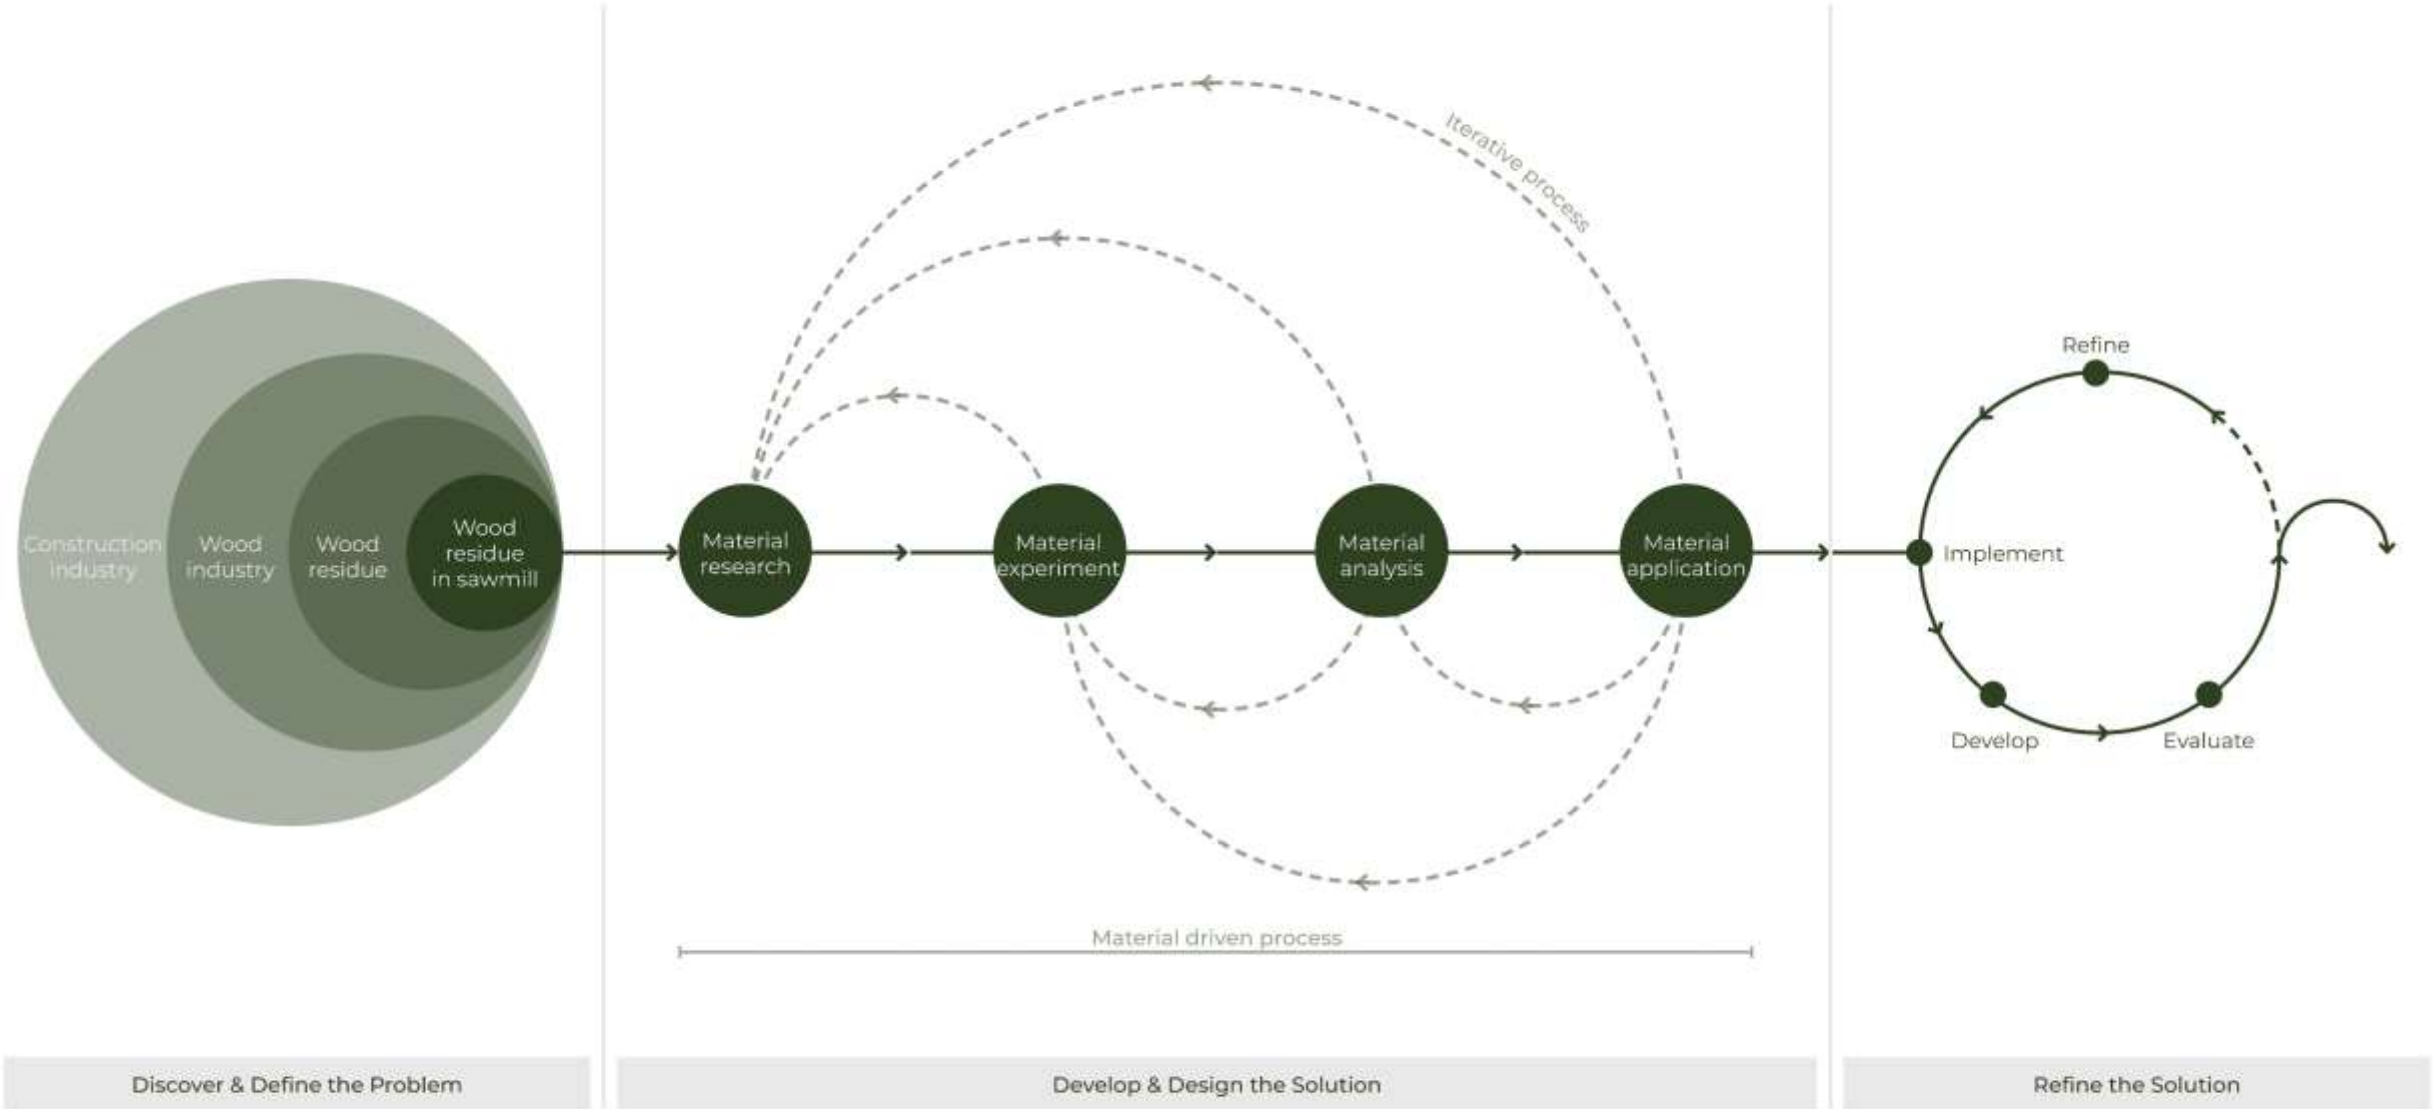 Iterative process
Refine
Construction
industry
Wood
industry
Wood
residue
Wood
residue
in sawmill
Material
research
Material
experiment
Material
analysis
Material
application
Implement
Develop
Evaluate
Material driven process
Discover & Define the Problem
Develop & Design the Solution
Refine the Solution